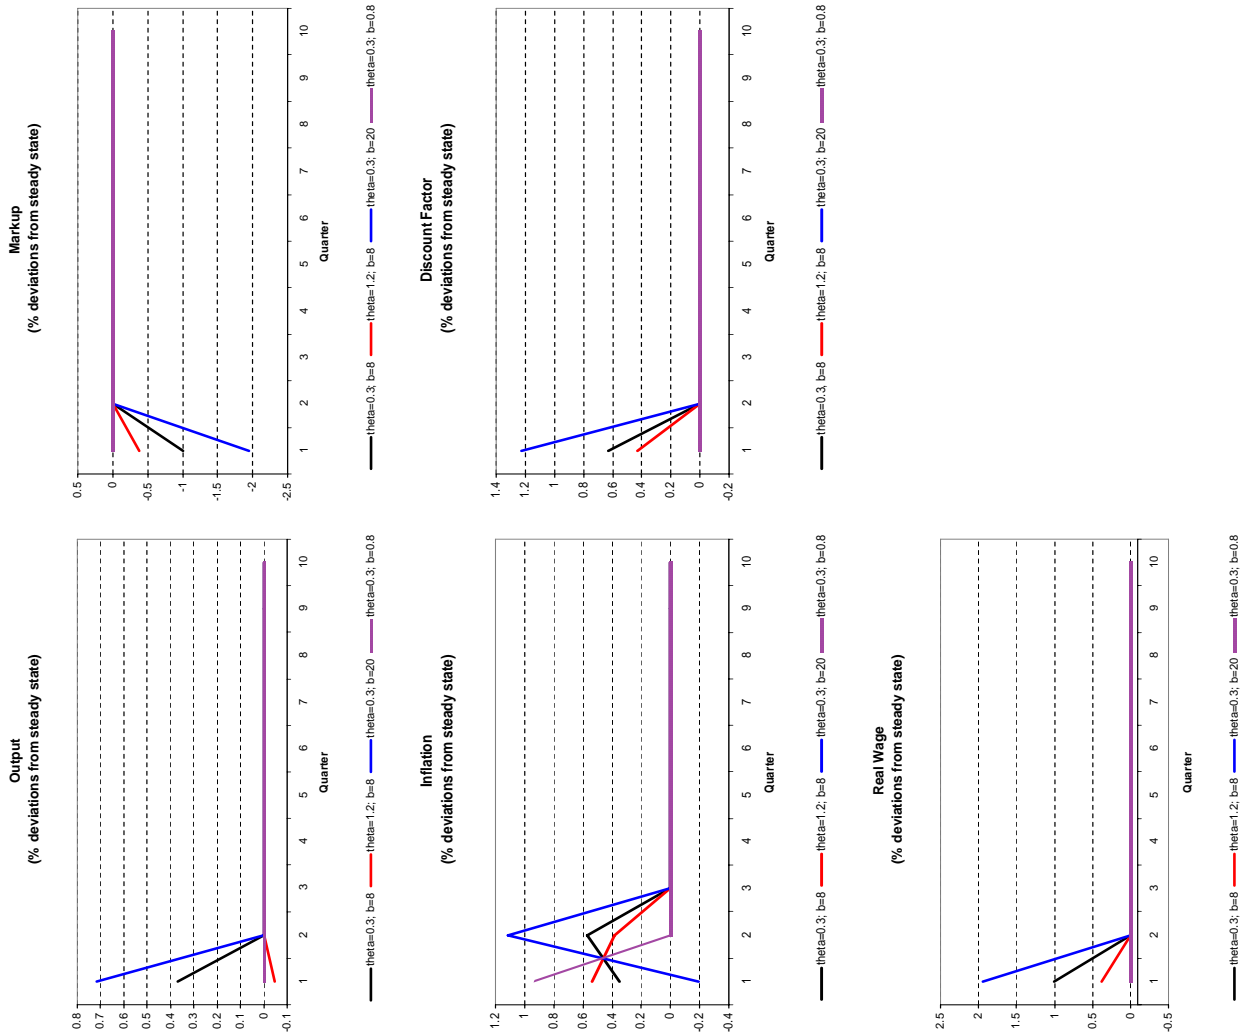 Output
(% deviations from steady state)
0.8
0.7
0.6
0.5
0.4
0.3
0.2
0.1
0
-0.1
1 2 3 4 5 6 7 8 9 10
Quarter
theta=0.3; b=8 theta=1.2; b=8 theta=0.3; b=20 theta=0.3; b=0.8
Markup
(% deviations from steady state)
0.5
0
-0.5
-1
-1.5
-2
-2.5
1 2 3 4 5 6 7 8 9 10
Quarter
theta=0.3; b=8 theta=1.2; b=8 theta=0.3; b=20 theta=0.3; b=0.8
Inflation
(% deviations from steady state)
1.2
1
0.8
0.6
0.4
0.2
0
-0.2
-0.4
1 2 3 4 5 6 7 8 9 10
Quarter
theta=0.3; b=8 theta=1.2; b=8 theta=0.3; b=20 theta=0.3; b=0.8
Discount Factor
(% deviations from steady state)
1.4
1.2
1
0.8
0.6
0.4
0.2
0
-0.2
1 2 3 4 5 6 7 8 9 10
Quarter
theta=0.3, b=8 theta=1.2; b=8 theta=0.3; b=20 theta=0.3; b=0.8
Real Wage
(% deviations from steady state)
2.5
2
1.5
1
0.5
0
-0.5
1 2 3 4 5 6 7 8 9 10
Quarter
theta=0.3; b=8 theta=1.2; b=8 theta=0.3; b=20 theta=0.3; b=0.8